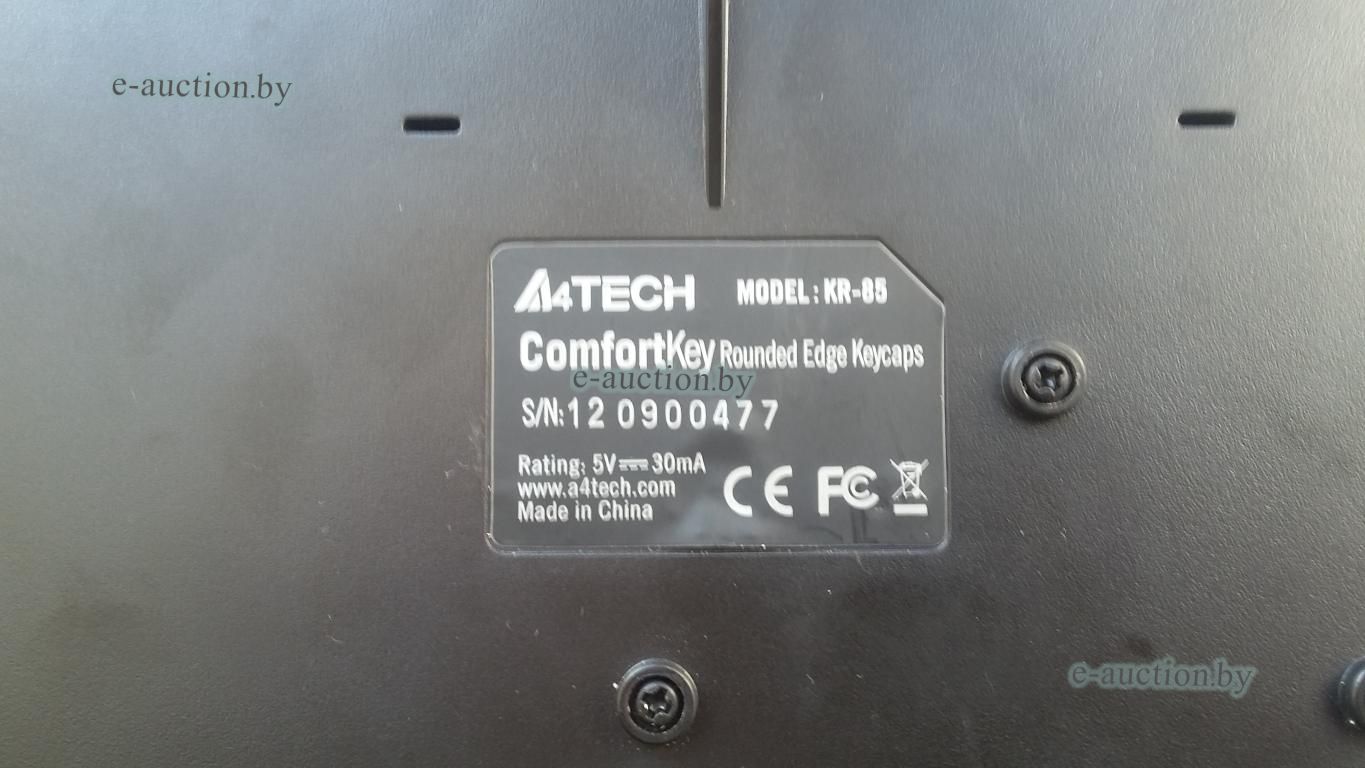 e-auction.by
A4TECH MODEL: KR-85
ComfortKey Rounded Edge Keycaps
e-auction.by
S/N: 12 0900477
Rating: 5V 30mA
www.a4tech.com
Made in China
CE FC
e-auction.by